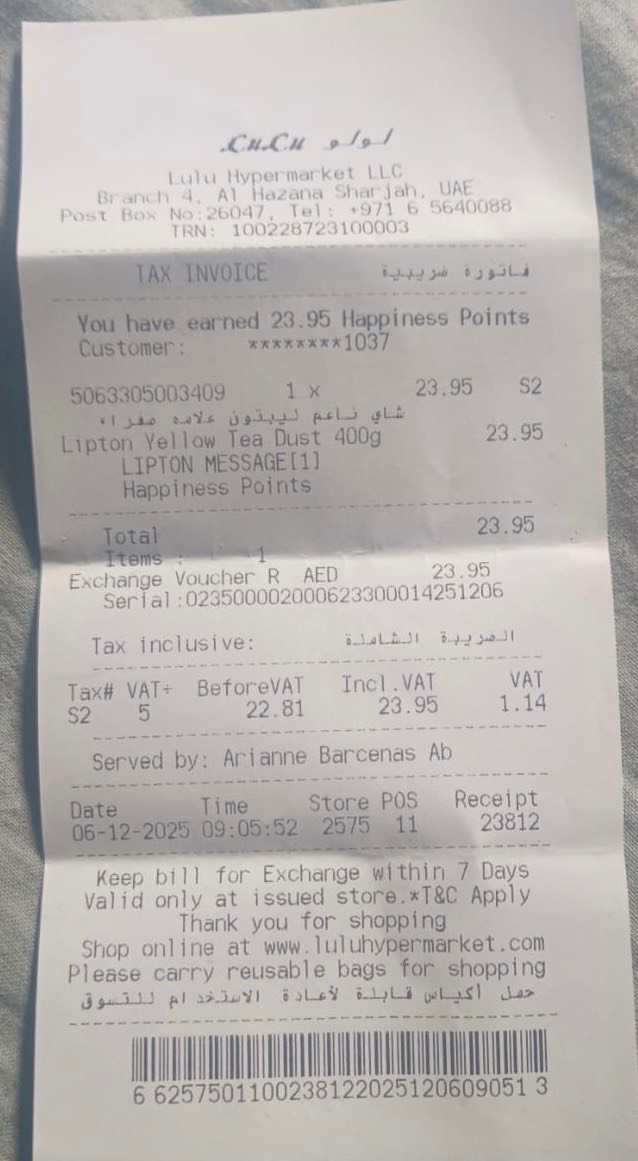 LuLu لولو
Lulu Hypermarket LLC
Branch 4, Al Hazana Sharjah, UAE
Post Box No:26047, Tel: +971 6 5640088
TRN: 100228723100003
TAX INVOICE فاتورة ضريبية
You have earned 23.95 Happiness Points
Customer: ********1037
5063305003409 1 x 23.95 S2
شاي ناعم ليبتون علامه صفراء
Lipton Yellow Tea Dust 400g 23.95
LIPTON MESSAGE[1]
Happiness Points
Total 23.95
Items : 1
Exchange Voucher R AED 23.95
Serial:023500002000623300014251206
Tax inclusive: الضريبة الشاملة
Tax# VAT÷ BeforeVAT Incl.VAT VAT
S2 5 22.81 23.95 1.14
Served by: Arianne Barcenas Ab
Date Time Store POS Receipt
06-12-2025 09:05:52 2575 11 23812
Keep bill for Exchange within 7 Days
Valid only at issued store.*T&C Apply
Thank you for shopping
Shop online at www.luluhypermarket.com
Please carry reusable bags for shopping
حمل أكياس قابلة لأعادة الاستخدام للتسوق
6 62575011002381220251206090513